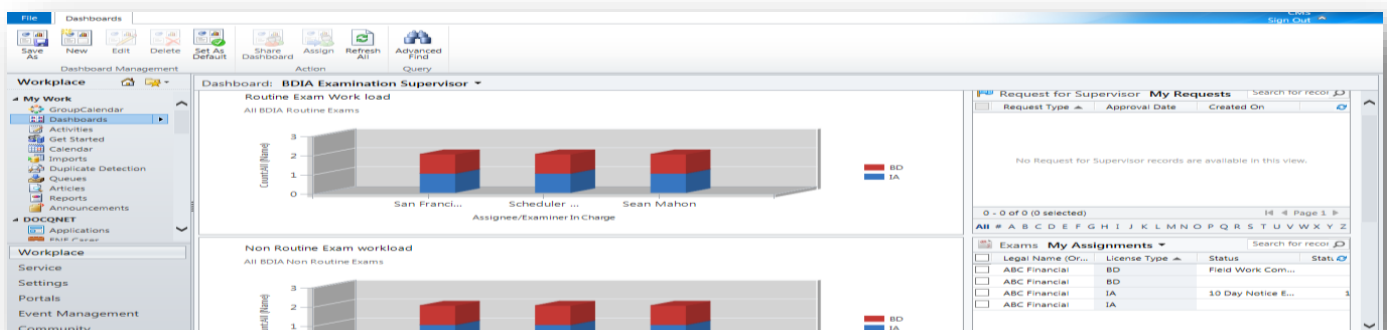 File Dashboards
CMS
Sign Out
Save As New Edit Delete Set As Default Share Dashboard Assign Refresh All Advanced Find
Dashboard Management Action Query
Workplace
My Work
GroupCalendar
Dashboards
Activities
Get Started
Calendar
Imports
Duplicate Detection
Queues
Articles
Reports
Announcements
DOCQNET
Applications
Workplace
Service
Settings
Portals
Event Management
Community
Dashboard: BDIA Examination Supervisor
Routine Exam Work load
All BDIA Routine Exams
3
2
1
0
Count:All (Name)
San Franci... Scheduler ... Sean Mahon
Assignee/Examiner In Charge
BD
IA
Non Routine Exam workload
All BDIA Non Routine Exams
3
2
1
BD
IA
Request for Supervisor My Requests Search for recor
Request Type Approval Date Created On
No Request for Supervisor records are available in this view.
0 - 0 of 0 (0 selected) Page 1
All # A B C D E F G H I J K L M N O P Q R S T U V W X Y Z
Exams My Assignments Search for recor
Legal Name (Or... License Type Status Stat
ABC Financial BD Field Work Com...
ABC Financial BD
ABC Financial IA 10 Day Notice E... 1
ABC Financial IA